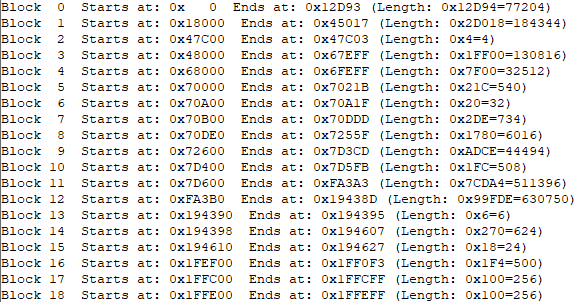 Block  0  Starts at: 0x   0  Ends at: 0x12D93 (Length: 0x12D94=77204)
Block  1  Starts at: 0x18000  Ends at: 0x45017 (Length: 0x2D018=184344)
Block  2  Starts at: 0x47C00  Ends at: 0x47C03 (Length: 0x4=4)
Block  3  Starts at: 0x48000  Ends at: 0x67EFF (Length: 0x1FF00=130816)
Block  4  Starts at: 0x68000  Ends at: 0x6FEFF (Length: 0x7F00=32512)
Block  5  Starts at: 0x70000  Ends at: 0x7021B (Length: 0x21C=540)
Block  6  Starts at: 0x70A00  Ends at: 0x70A1F (Length: 0x20=32)
Block  7  Starts at: 0x70B00  Ends at: 0x70DDD (Length: 0x2DE=734)
Block  8  Starts at: 0x70DE0  Ends at: 0x7255F (Length: 0x1780=6016)
Block  9  Starts at: 0x72600  Ends at: 0x7D3CD (Length: 0xADCE=44494)
Block 10  Starts at: 0x7D400  Ends at: 0x7D5FB (Length: 0x1FC=508)
Block 11  Starts at: 0x7D600  Ends at: 0xFA3A3 (Length: 0x7CDA4=511396)
Block 12  Starts at: 0xFA3B0  Ends at: 0x19438D (Length: 0x99FDE=630750)
Block 13  Starts at: 0x194390  Ends at: 0x194395 (Length: 0x6=6)
Block 14  Starts at: 0x194398  Ends at: 0x194607 (Length: 0x270=624)
Block 15  Starts at: 0x194610  Ends at: 0x194627 (Length: 0x18=24)
Block 16  Starts at: 0x1FEF00  Ends at: 0x1FF0F3 (Length: 0x1F4=500)
Block 17  Starts at: 0x1FFC00  Ends at: 0x1FFCFF (Length: 0x100=256)
Block 18  Starts at: 0x1FFE00  Ends at: 0x1FFEFF (Length: 0x100=256)